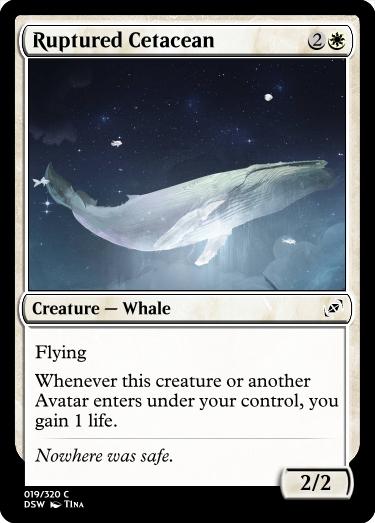 Ruptured Cetacean 2
Creature — Whale
Flying
Whenever this creature or another
Avatar enters under your control, you
gain 1 life.
Nowhere was safe.
2/2
019/320 C
DSW TINA